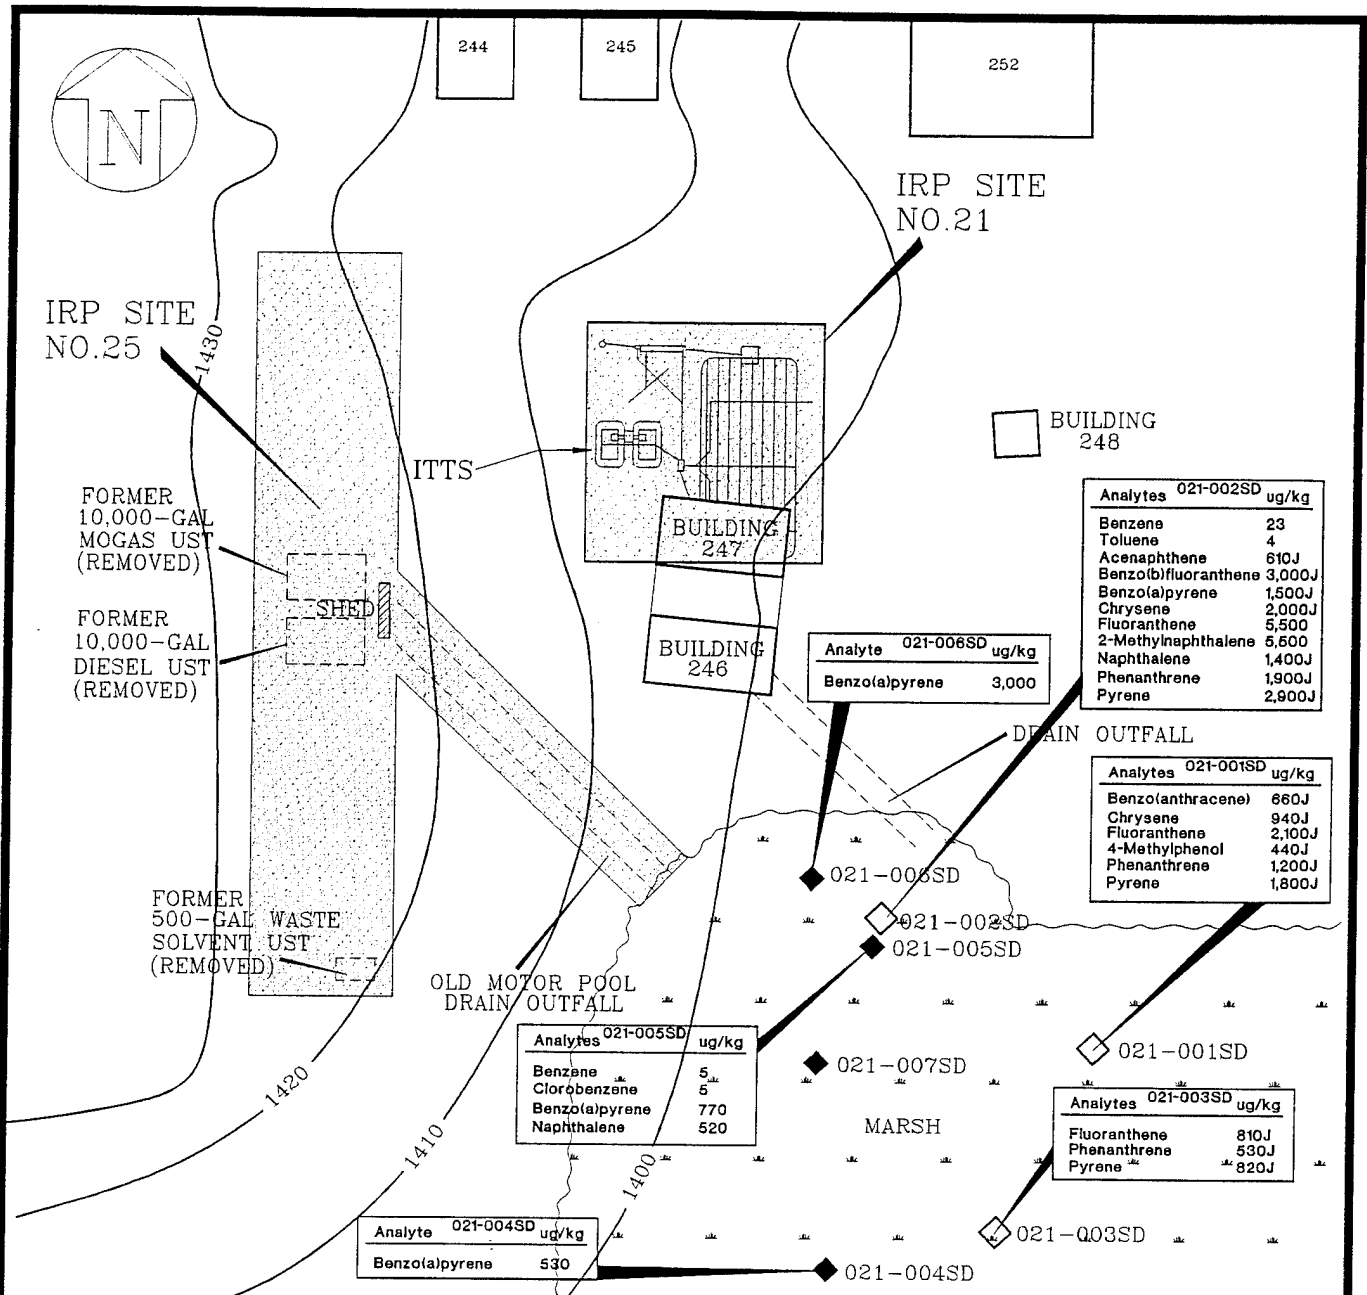 244
245
252
N
IRP SITE
NO.21
IRP SITE
NO.25
1430
ITTS
BUILDING
248
FORMER
10,000-GAL
MOGAS UST
(REMOVED)
BUILDING
247
SHED
FORMER
10,000-GAL
DIESEL UST
(REMOVED)
BUILDING
246
Analytes 021-002SD ug/kg
Benzene 23
Toluene 4
Acenaphthene 610J
Benzo(b)fluoranthene 3,000J
Benzo(a)pyrene 1,500J
Chrysene 2,000J
Fluoranthene 5,500
2-Methylnaphthalene 5,600
Naphthalene 1,400J
Phenanthrene 1,900J
Pyrene 2,900J
Analyte 021-006SD ug/kg
Benzo(a)pyrene 3,000
DRAIN OUTFALL
Analytes 021-001SD ug/kg
Benzo(anthracene) 660J
Chrysene 940J
Fluoranthene 2,100J
4-Methylphenol 440J
Phenanthrene 1,200J
Pyrene 1,800J
021-006SD
FORMER
500-GAL WASTE
SOLVENT UST
(REMOVED)
021-002SD
021-005SD
OLD MOTOR POOL
DRAIN OUTFALL
Analytes 021-005SD ug/kg
Benzene 5
Clorobenzene 5
Benzo(a)pyrene 770
Naphthalene 520
021-007SD
021-001SD
1420
MARSH
Analytes 021-003SD ug/kg
Fluoranthene 810J
Phenanthrene 530J
Pyrene 820J
1410
1400
021-003SD
Analyte 021-004SD ug/kg
Benzo(a)pyrene 530
021-004SD